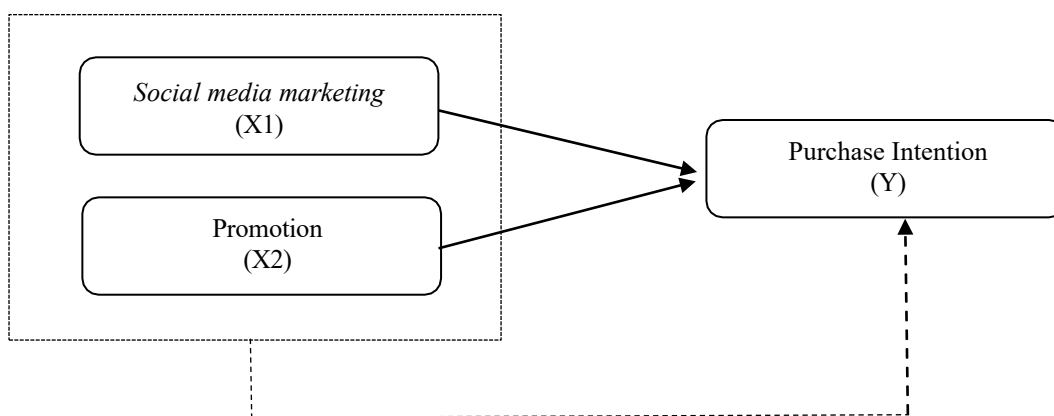 Social media marketing
(X1)
Promotion
(X2)
Purchase Intention
(Y)